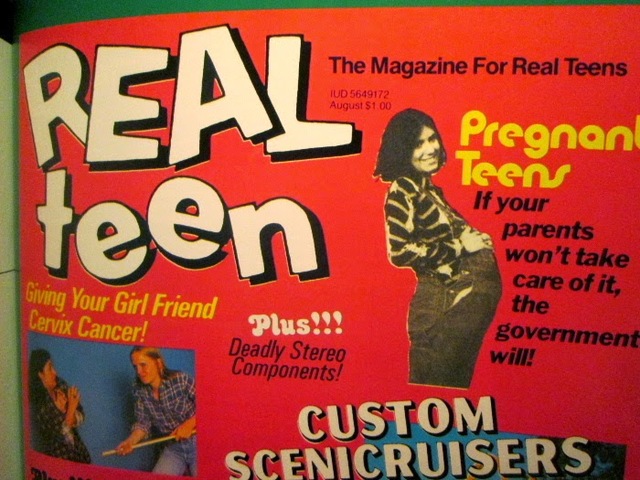 REAL
teen
The Magazine For Real Teens
IUD 5649172
August $1.00
Pregnant
Teens
If your
parents
won't take
care of it,
the
government
will!
Giving Your Girl Friend
Cervix Cancer!
Plus!!!
Deadly Stereo
Components!
CUSTOM
SCENICRUISERS